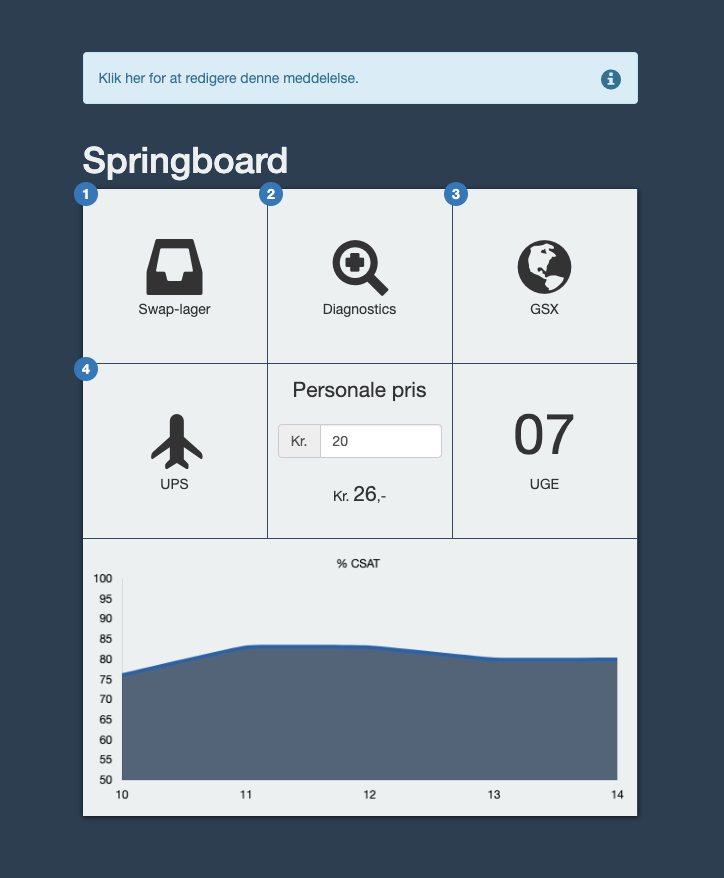 Klik her for at redigere denne meddelelse.
Springboard
1
2
3
Swap-lager
Diagnostics
GSX
4
Personale pris
Kr. 20
Kr. 26,-
UPS
07
UGE
% CSAT
100
95
90
85
80
75
70
65
60
55
50
10 11 12 13 14